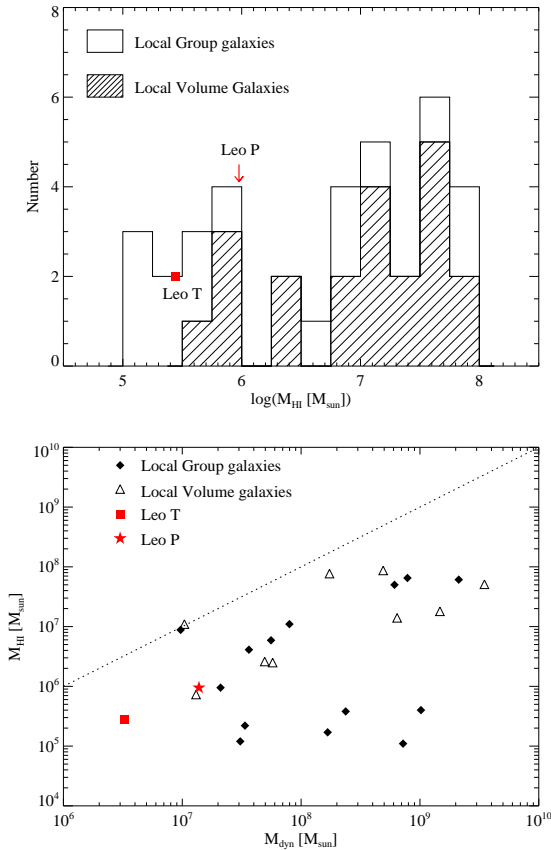 8
Local Group galaxies
Local Volume Galaxies
6
Leo P
Number
4
2
Leo T
0
5 6 7 8
log(M_HI [M_sun])
10^10
Local Group galaxies
10^9
Local Volume galaxies
Leo T
10^8
Leo P
M_HI [M_sun]
10^7
10^6
10^5
10^4
10^6 10^7 10^8 10^9 10^10
M_dyn [M_sun]